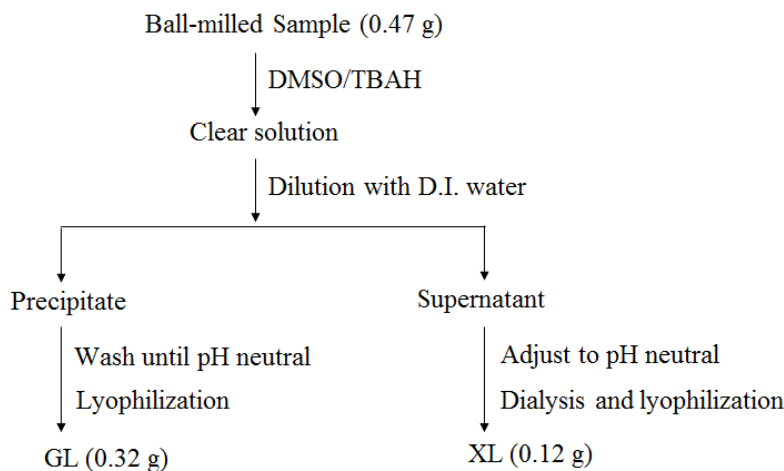 Ball-milled Sample (0.47 g)
DMSO/TBAH
Clear solution
Dilution with D.I. water
Precipitate
Wash until pH neutral
Lyophilization
GL (0.32 g)
Supernatant
Adjust to pH neutral
Dialysis and lyophilization
XL (0.12 g)